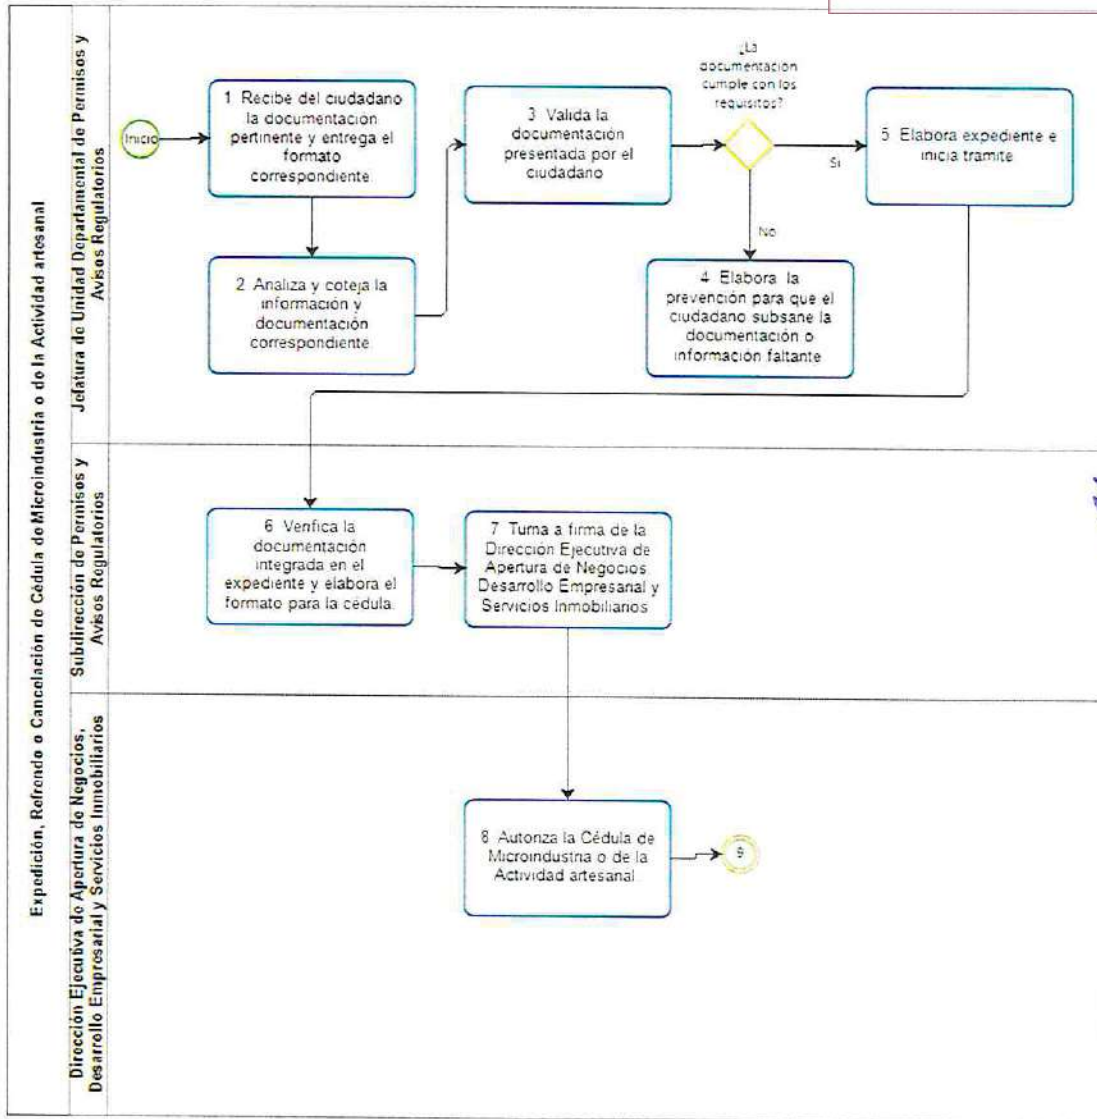 Expedición, Refrendo o Cancelación de Cédula de Microindustria o de la Actividad artesanal
Jefatura de Unidad Departamental de Permisos y
Avisos Regulatorios
Inicio
1 Recibe del ciudadano
la documentación
pertinente y entrega el
formato
correspondiente
2 Analiza y coteja la
información y
documentación
correspondiente
3 Valida la
documentación
presentada por el
ciudadano
¿La
documentación
cumple con los
requisitos?
Si
No
4 Elabora la
prevención para que el
ciudadano subsane la
documentación o
información faltante
5 Elabora expediente e
inicia tramite
Subdirección de Permisos y
Avisos Regulatorios
6 Verifica la
documentación
integrada en el
expediente y elabora el
formato para la cédula.
7 Turna a firma de la
Dirección Ejecutiva de
Apertura de Negocios
Desarrollo Empresarial y
Servicios Inmobiliarios
Dirección Ejecutiva de Apertura de Negocios,
Desarrollo Empresarial y Servicios Inmobiliarios
8 Autoriza la Cédula de
Microindustria o de la
Actividad artesanal
9